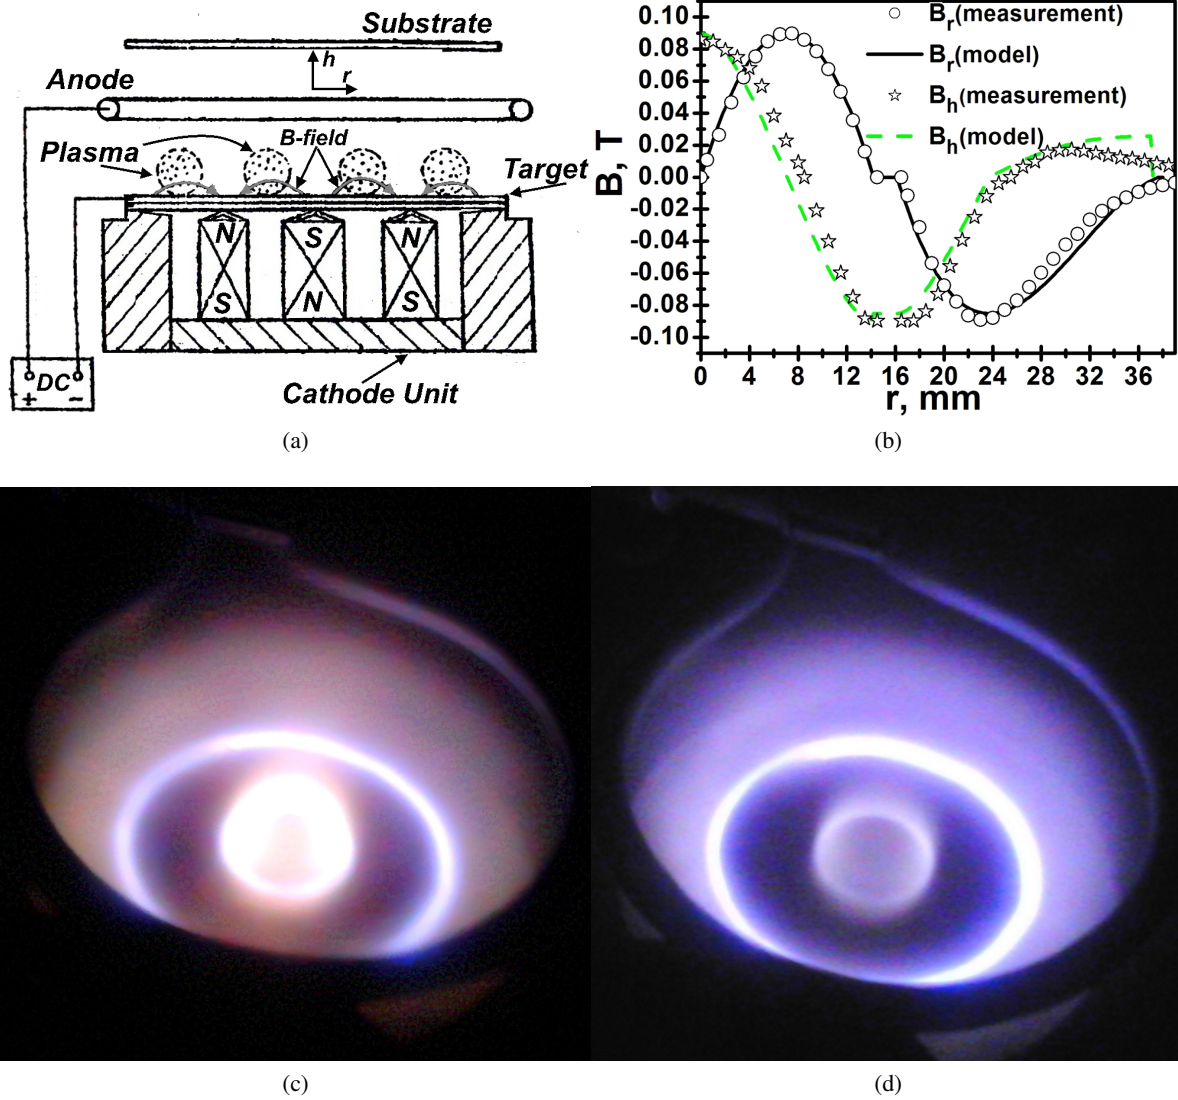 Substrate
h
r
Anode
B-field
Plasma
Target
N S N
S N S
DC
+ −
Cathode Unit
(a)
B, T
0.10
0.08
0.06
0.04
0.02
0.00
-0.02
-0.04
-0.06
-0.08
-0.10
Br(measurement)
Br(model)
Bh(measurement)
Bh(model)
0 4 8 12 16 20 24 28 32 36
r, mm
(b)
(c)
(d)